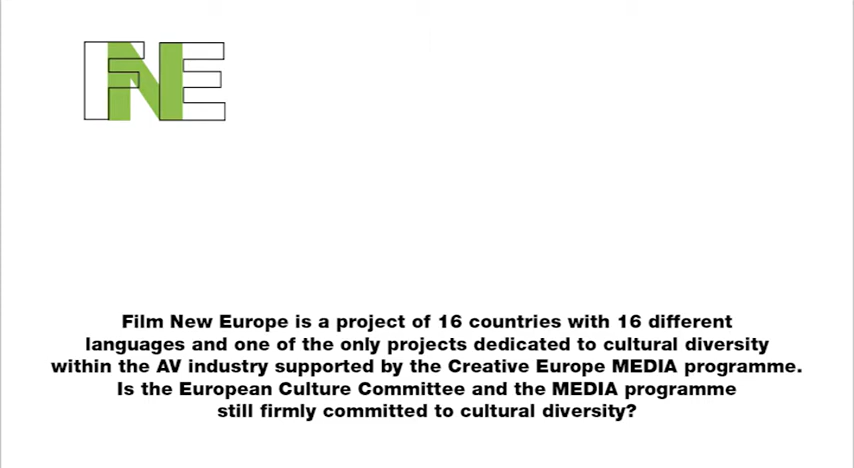 FNE
Film New Europe is a project of 16 countries with 16 different
languages and one of the only projects dedicated to cultural diversity
within the AV industry supported by the Creative Europe MEDIA programme.
Is the European Culture Committee and the MEDIA programme
still firmly committed to cultural diversity?